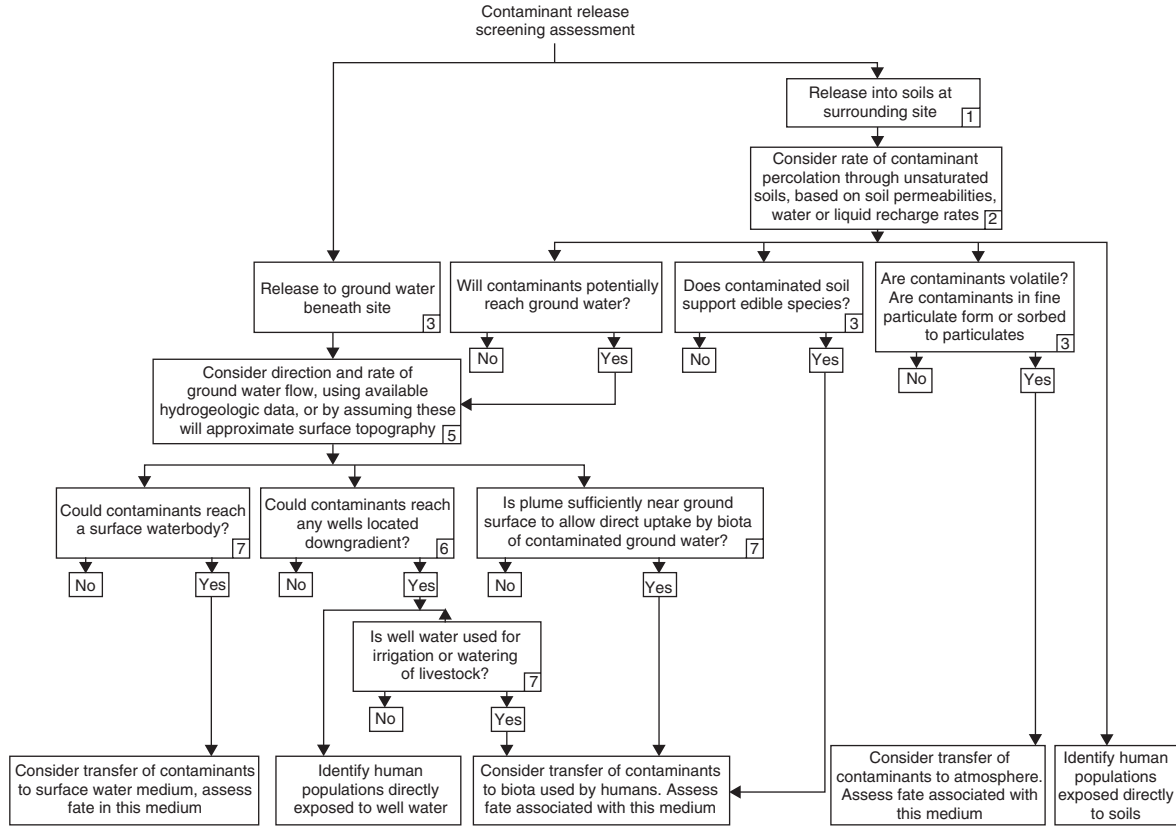 Contaminant release
screening assessment
Release into soils at
surrounding site
1
Consider rate of contaminant
percolation through unsaturated
soils, based on soil permeabilities,
water or liquid recharge rates
2
Release to ground water
beneath site
3
Will contaminants potentially
reach ground water?
No
Yes
Does contaminated soil
support edible species?
3
No
Yes
Are contaminants volatile?
Are contaminants in fine
particulate form or sorbed
to particulates
3
No
Yes
Consider direction and rate of
ground water flow, using available
hydrogeologic data, or by assuming these
will approximate surface topography
5
Could contaminants reach
a surface waterbody?
7
No
Yes
Could contaminants reach
any wells located
downgradient?
6
No
Yes
Is plume sufficiently near ground
surface to allow direct uptake by biota
of contaminated ground water?
7
No
Yes
Is well water used for
irrigation or watering
of livestock?
7
No
Yes
Consider transfer of contaminants
to surface water medium, assess
fate in this medium
Identify human
populations directly
exposed to well water
Consider transfer of contaminants
to biota used by humans. Assess
fate associated with this medium
Consider transfer of
contaminants to atmosphere.
Assess fate associated with
this medium
Identify human
populations
exposed directly
to soils